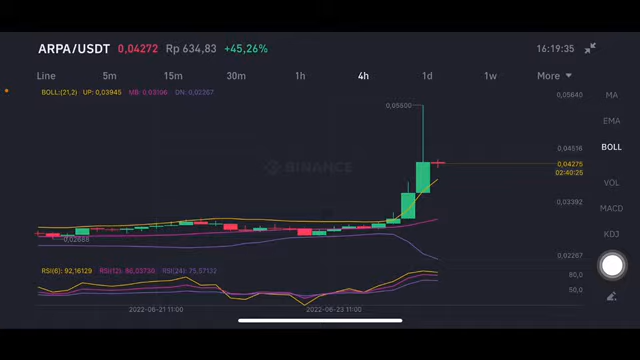 ARPA/USDT 0,04272 Rp 634,83 +45,26% 16:19:35
Line 5m 15m 30m 1h 4h 1d 1w More
BOLL:(21,2) UP: 0,03945 MB: 0,03106 DN: 0,02267
0,05640
MA
0,05600
EMA
0,04516
BOLL
BINANCE
0,04275
02:40:26
VOL
0,03392
MACD
0,02688
KDJ
0,02267
RSI(6): 92,16129 RSI(12): 86,03730 RSI(24): 75,57132
80,0
50,0
2022-06-21 11:00 2022-06-23 11:00